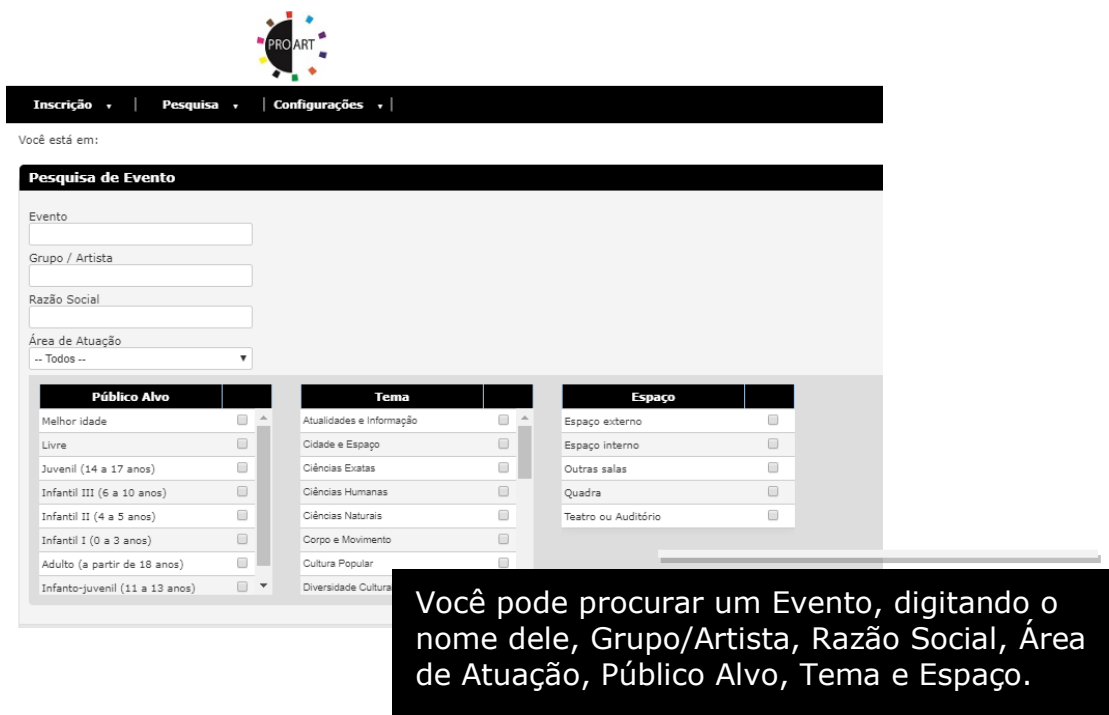 PROART
Inscrição ▾ | Pesquisa ▾ | Configurações ▾ |
Você está em:
Pesquisa de Evento
Evento
Grupo / Artista
Razão Social
Área de Atuação
-- Todos --
Público Alvo
Melhor idade
Livre
Juvenil (14 a 17 anos)
Infantil III (6 a 10 anos)
Infantil II (4 a 5 anos)
Infantil I (0 a 3 anos)
Adulto (a partir de 18 anos)
Infanto-juvenil (11 a 13 anos)
Tema
Atualidades e Informação
Cidade e Espaço
Ciências Exatas
Ciências Humanas
Ciências Naturais
Corpo e Movimento
Cultura Popular
Diversidade Cultura
Espaço
Espaço externo
Espaço interno
Outras salas
Quadra
Teatro ou Auditório
Você pode procurar um Evento, digitando o
nome dele, Grupo/Artista, Razão Social, Área
de Atuação, Público Alvo, Tema e Espaço.